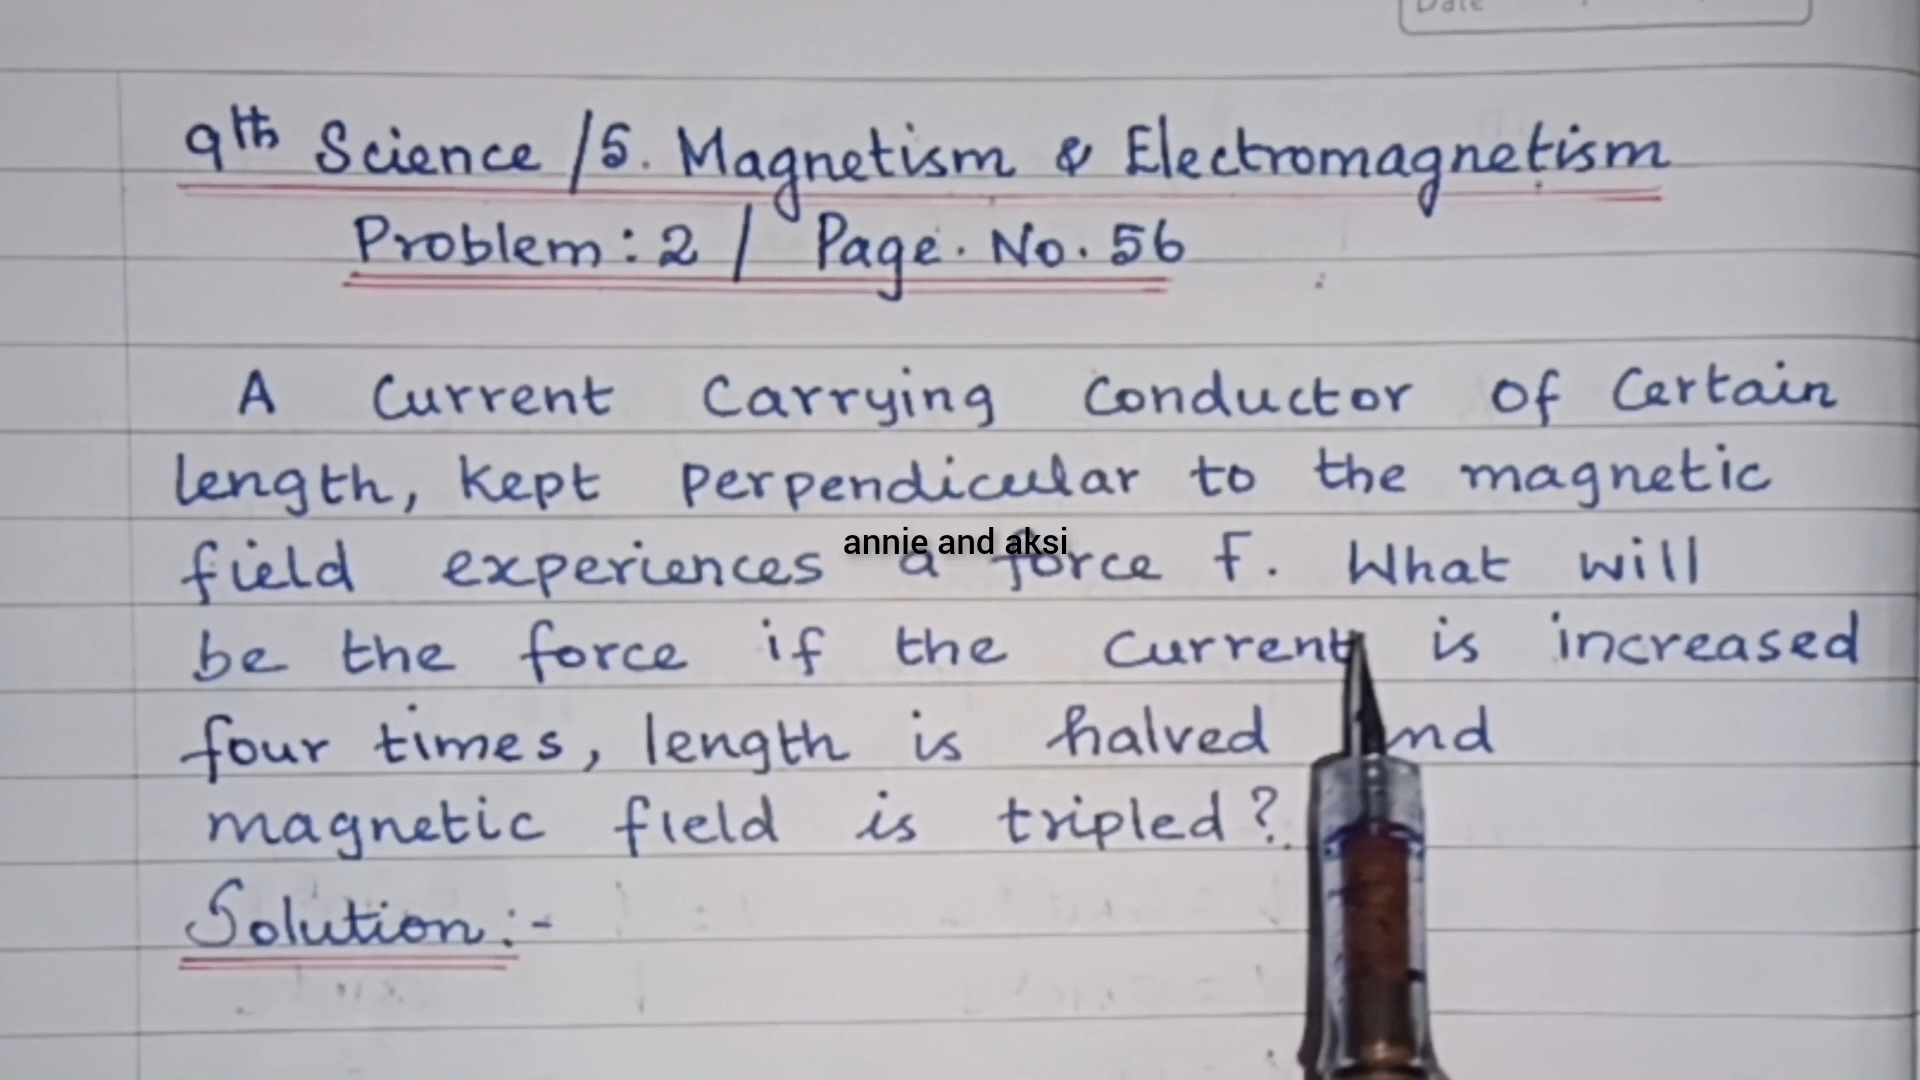 Date
9th Science / 5. Magnetism & Electromagnetism
Problem: 2 / Page. No. 56
A Current Carrying Conductor of Certain
length, kept perpendicular to the magnetic
field experiences a force F. What will
annie and aksi
be the force if the current is increased
four times, length is halved and
magnetic field is tripled?
Solution:-